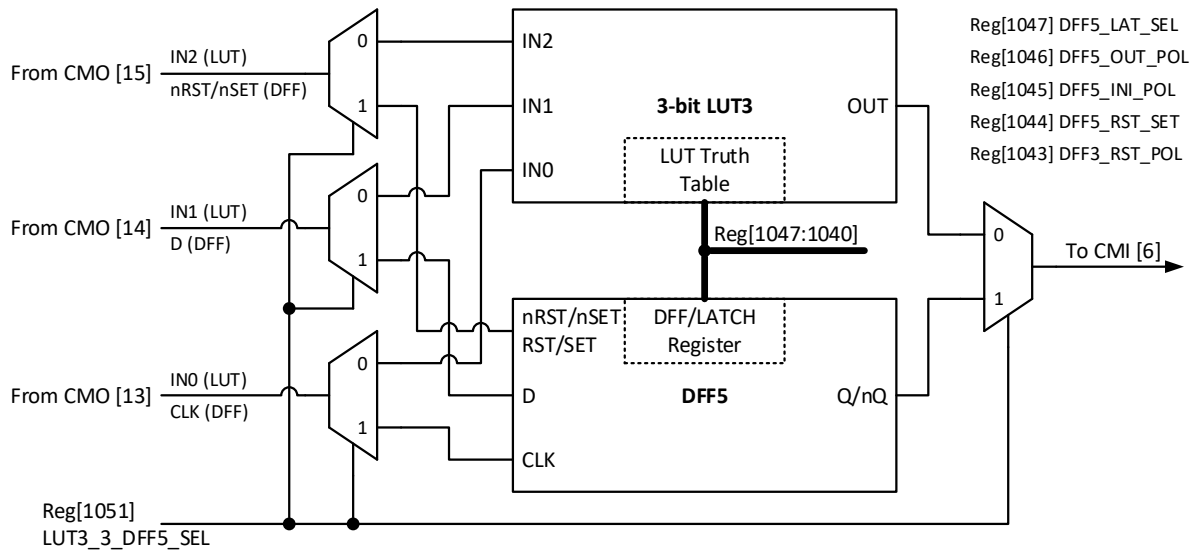 From CMO [15]
IN2 (LUT)
nRST/nSET (DFF)
0
1
From CMO [14]
IN1 (LUT)
D (DFF)
0
1
From CMO [13]
IN0 (LUT)
CLK (DFF)
0
1
Reg[1051]
LUT3_3_DFF5_SEL
IN2
IN1
IN0
3-bit LUT3
OUT
LUT Truth
Table
Reg[1047:1040]
nRST/nSET
RST/SET
DFF/LATCH
Register
D
DFF5
Q/nQ
CLK
0
1
To CMI [6]
Reg[1047] DFF5_LAT_SEL
Reg[1046] DFF5_OUT_POL
Reg[1045] DFF5_INI_POL
Reg[1044] DFF5_RST_SET
Reg[1043] DFF3_RST_POL